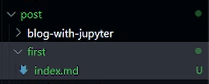 post
blog-with-jupyter
first
index.md U